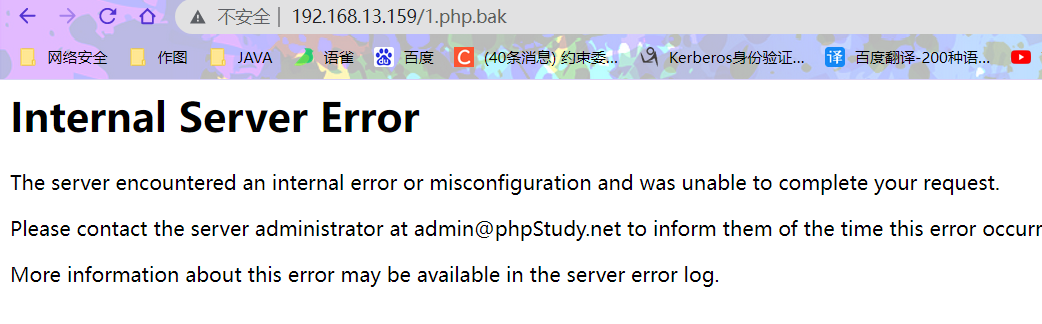 不安全 | 192.168.13.159/1.php.bak
网络安全 作图 JAVA 语雀 百度 C (40条消息) 约束委... Kerberos身份验证... 译 百度翻译-200种语...
Internal Server Error
The server encountered an internal error or misconfiguration and was unable to complete your request.
Please contact the server administrator at admin@phpStudy.net to inform them of the time this error occurr
More information about this error may be available in the server error log.